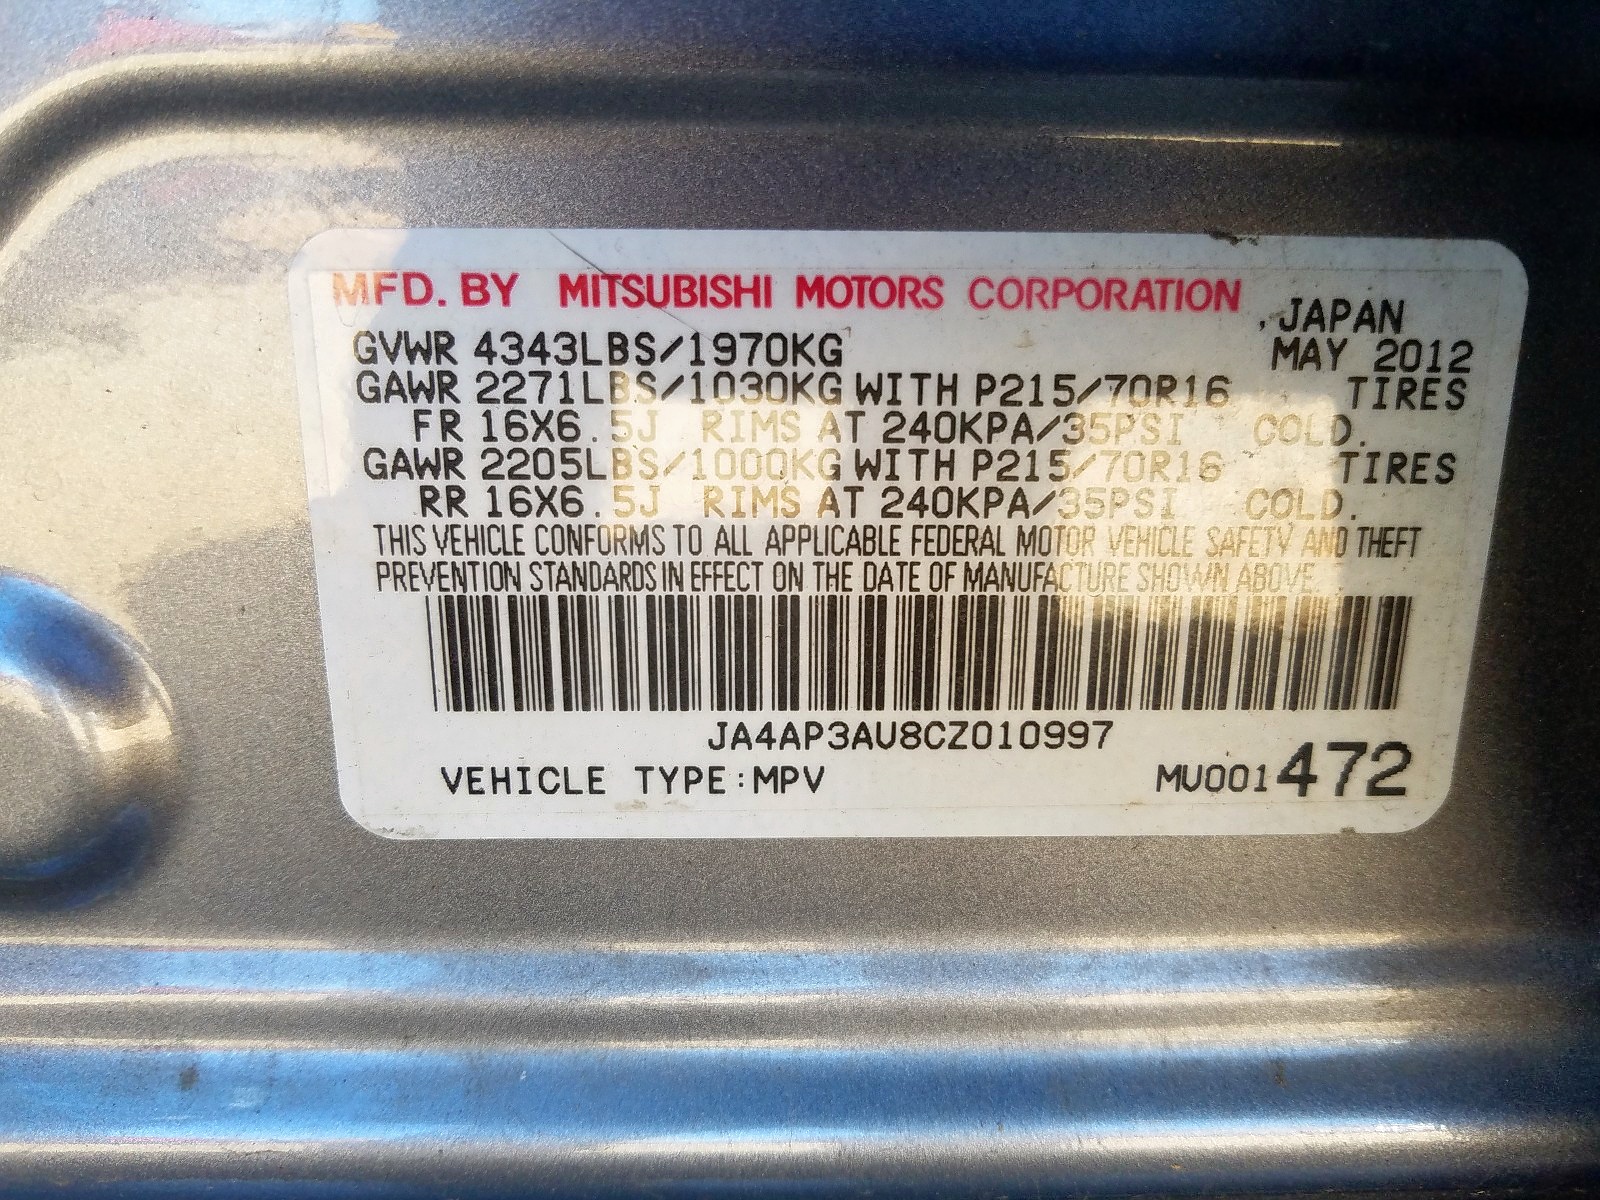 MFD. BY MITSUBISHI MOTORS CORPORATION
, JAPAN
GVWR 4343LBS/1970KG MAY 2012
GAWR 2271LBS/1030KG WITH P215/70R16 TIRES
FR 16X6.5J RIMS AT 240KPA/35PSI COLD.
GAWR 2205LBS/1000KG WITH P215/70R16 TIRES
RR 16X6.5J RIMS AT 240KPA/35PSI COLD.
THIS VEHICLE CONFORMS TO ALL APPLICABLE FEDERAL MOTOR VEHICLE SAFETY AND THEFT
PREVENTION STANDARDS IN EFFECT ON THE DATE OF MANUFACTURE SHOWN ABOVE.
JA4AP3AU8CZ010997
VEHICLE TYPE:MPV MU001472